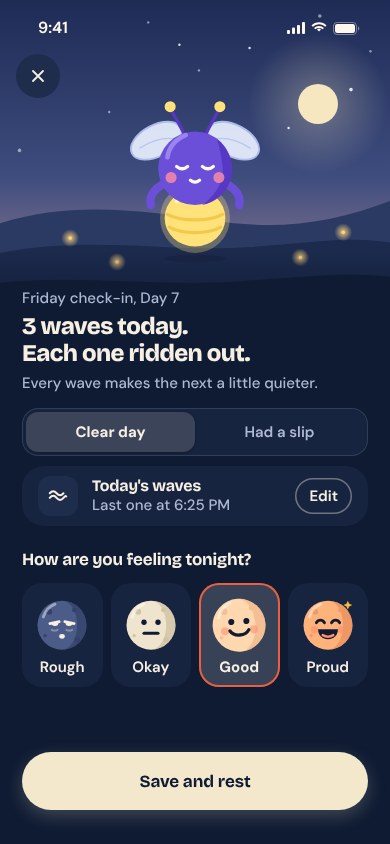 9:41
Friday check-in, Day 7
3 waves today.
Each one ridden out.
Every wave makes the next a little quieter.
Clear day
Had a slip
Today's waves
Last one at 6:25 PM
Edit
How are you feeling tonight?
Rough
Okay
Good
Proud
Save and rest